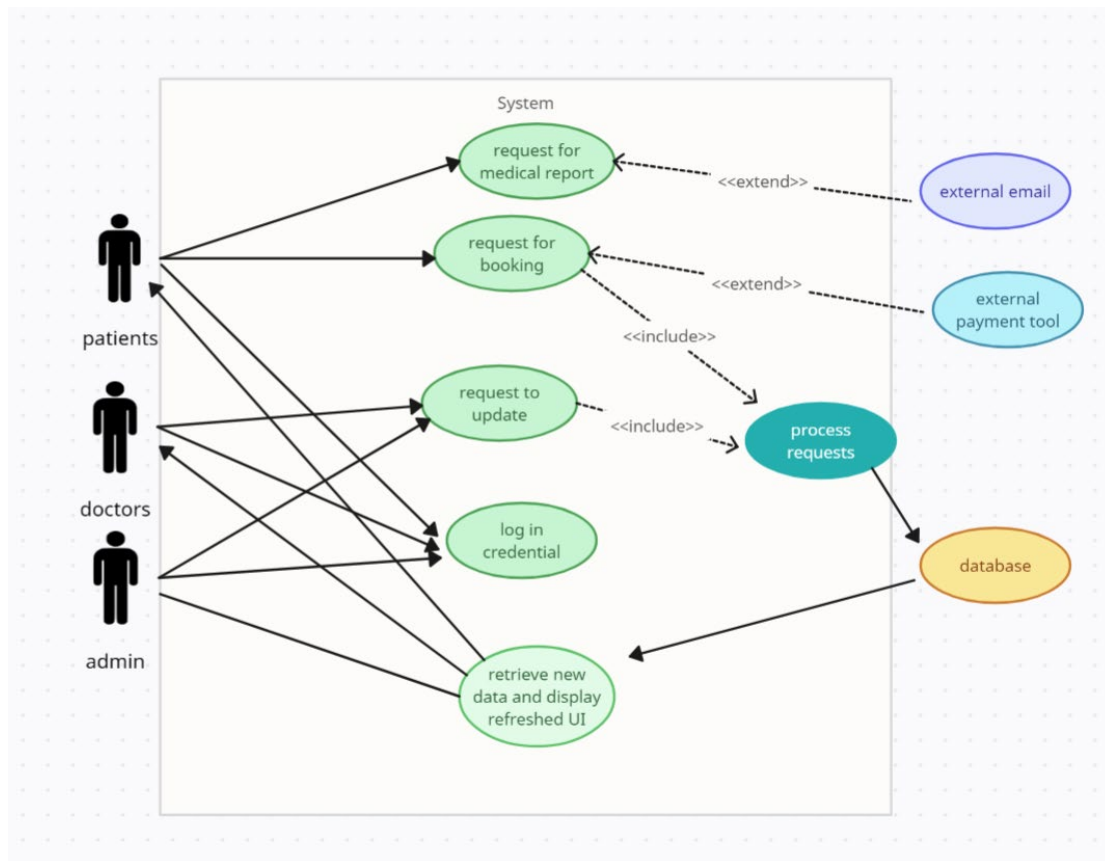 System
request for
medical report
<<extend>>
external email
request for
booking
<<extend>>
external
payment tool
patients
<<include>>
request to
update
<<include>>
process
requests
doctors
log in
credential
database
admin
retrieve new
data and display
refreshed UI